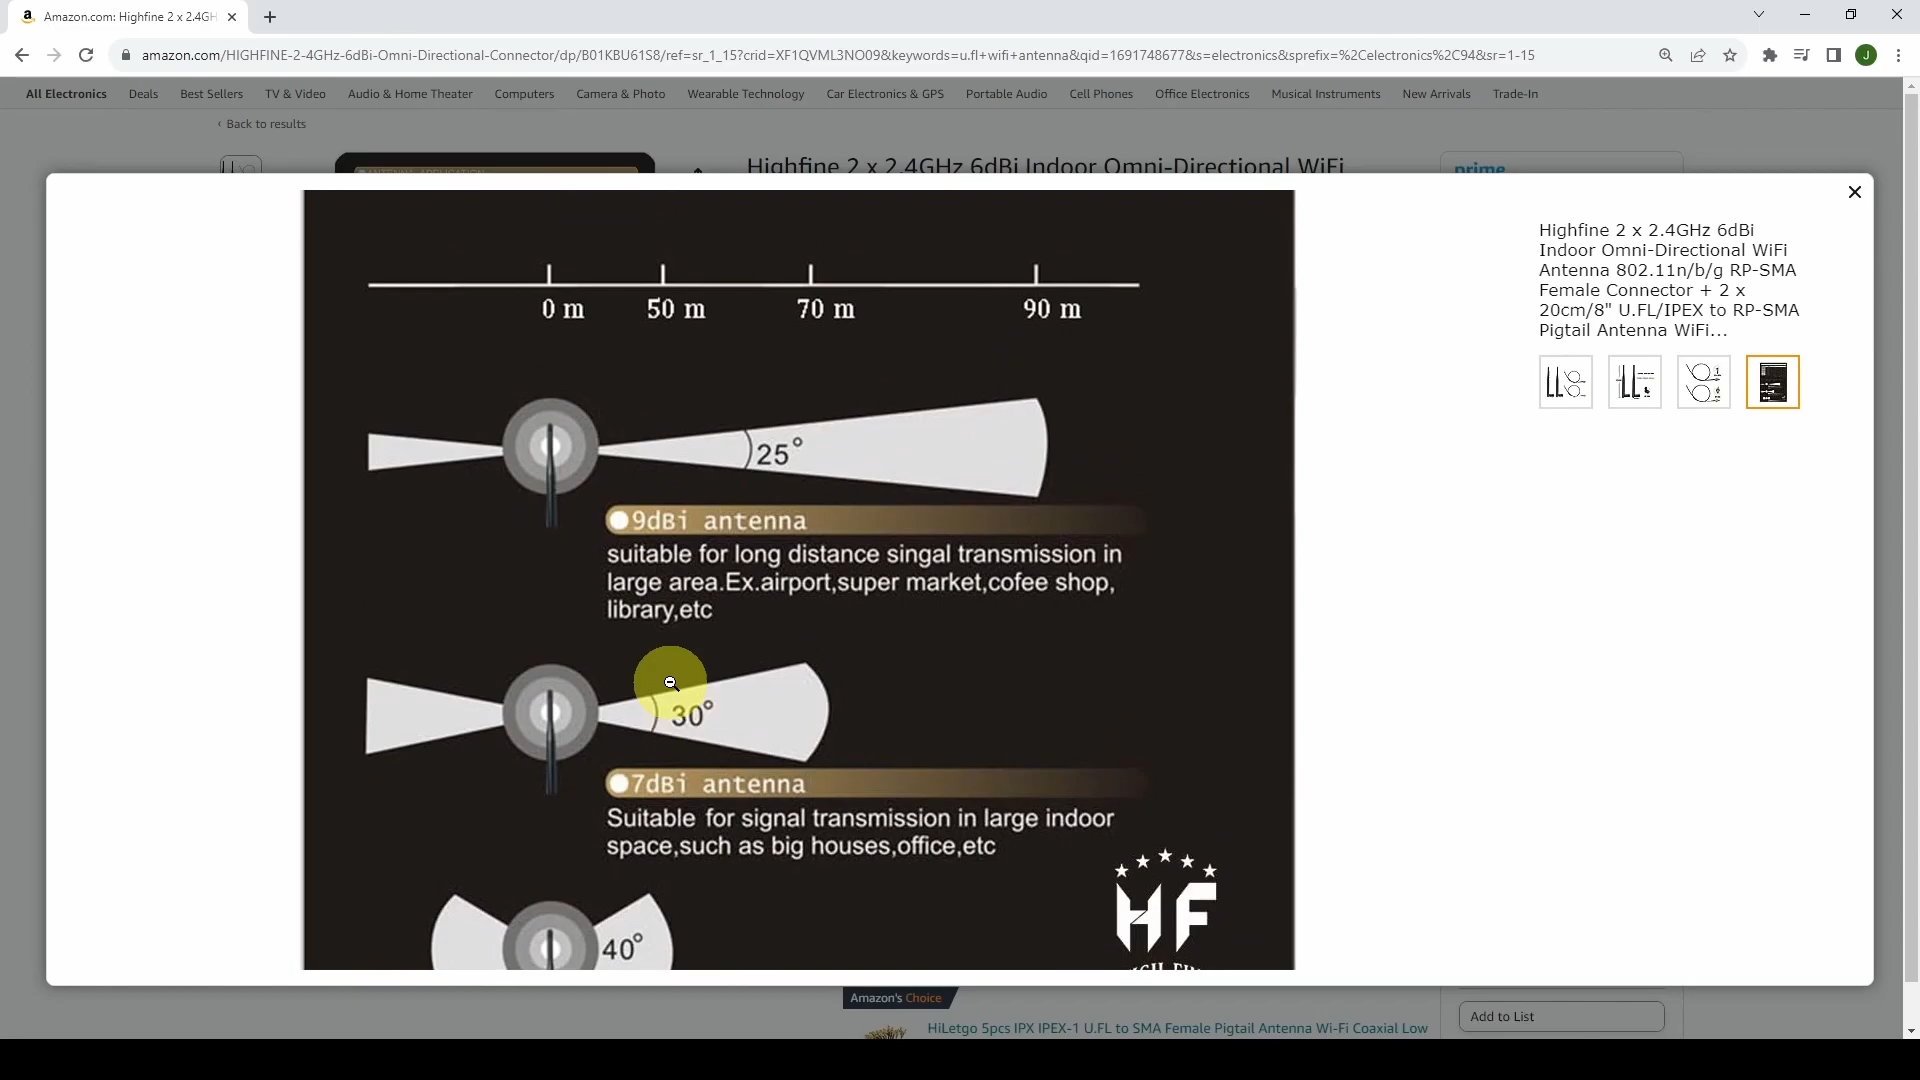 Amazon.com: Highfine 2 x 2.4GH
amazon.com/HIGHFINE-2-4GHz-6dBi-Omni-Directional-Connector/dp/B01KBU61S8/ref=sr_1_15?crid=XF1QVML3NO09&keywords=u.fl+wifi+antenna&qid=1691748677&s=electronics&sprefix=%2Celectronics%2C94&sr=1-15
J
All Electronics Deals Best Sellers TV & Video Audio & Home Theater Computers Camera & Photo Wearable Technology Car Electronics & GPS Portable Audio Cell Phones Office Electronics Musical Instruments New Arrivals Trade-In
‹ Back to results
Highfine 2 x 2.4GHz 6dBi Indoor Omni-Directional WiFi
prime
0 m 50 m 70 m 90 m
25°
9dBi antenna
suitable for long distance singal transmission in
large area.Ex.airport,super market,cofee shop,
library,etc
30°
7dBi antenna
Suitable for signal transmission in large indoor
space,such as big houses,office,etc
40°
HF
Highfine 2 x 2.4GHz 6dBi
Indoor Omni-Directional WiFi
Antenna 802.11n/b/g RP-SMA
Female Connector + 2 x
20cm/8" U.FL/IPEX to RP-SMA
Pigtail Antenna WiFi...
Amazon's Choice
HiLetgo 5pcs IPX IPEX-1 U.FL to SMA Female Pigtail Antenna Wi-Fi Coaxial Low
Add to List